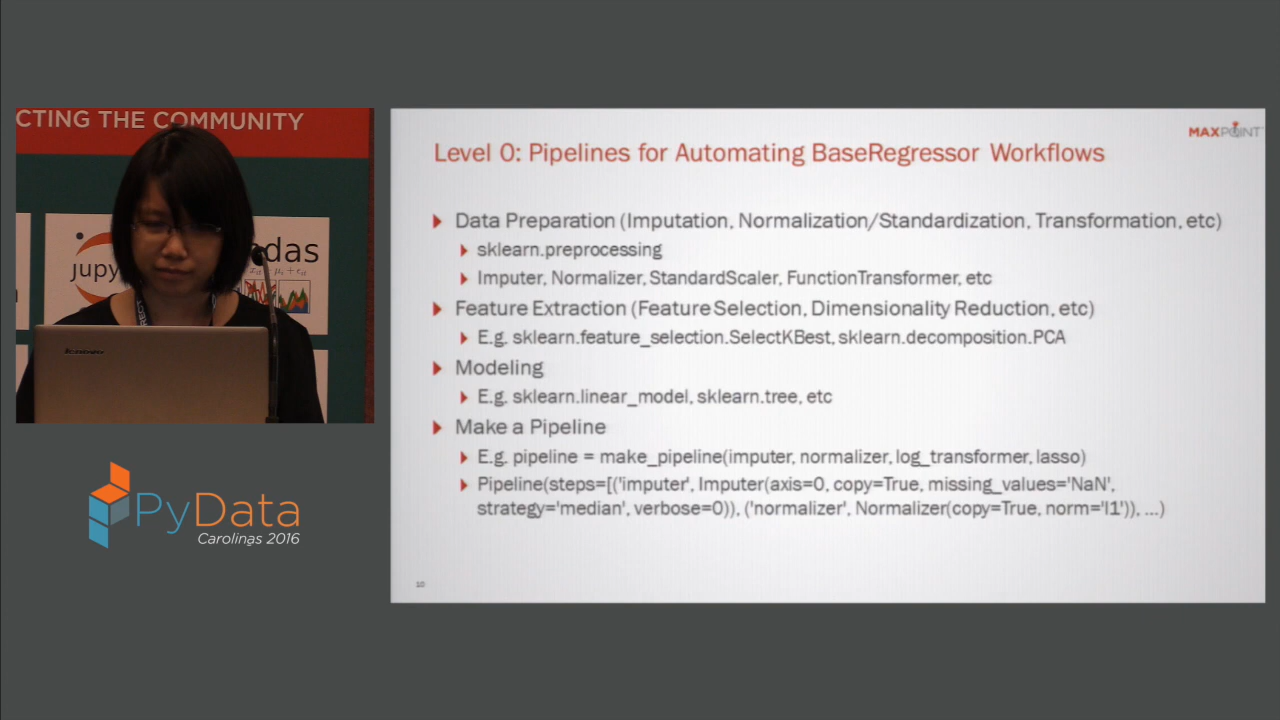 CTING THE COMMUNITY
jupy
das
lenovo
PyData
Carolinas 2016
MAXPOINT
Level 0: Pipelines for Automating BaseRegressor Workflows
Data Preparation (Imputation, Normalization/Standardization, Transformation, etc)
sklearn.preprocessing
Imputer, Normalizer, StandardScaler, FunctionTransformer, etc
Feature Extraction (Feature Selection, Dimensionality Reduction, etc)
E.g. sklearn.feature_selection.SelectKBest, sklearn.decomposition.PCA
Modeling
E.g. sklearn.linear_model, sklearn.tree, etc
Make a Pipeline
E.g. pipeline = make_pipeline(imputer, normalizer, log_transformer, lasso)
Pipeline(steps=[('imputer', Imputer(axis=0, copy=True, missing_values='NaN',
strategy='median', verbose=0)), ('normalizer', Normalizer(copy=True, norm='l1')), ...)
10